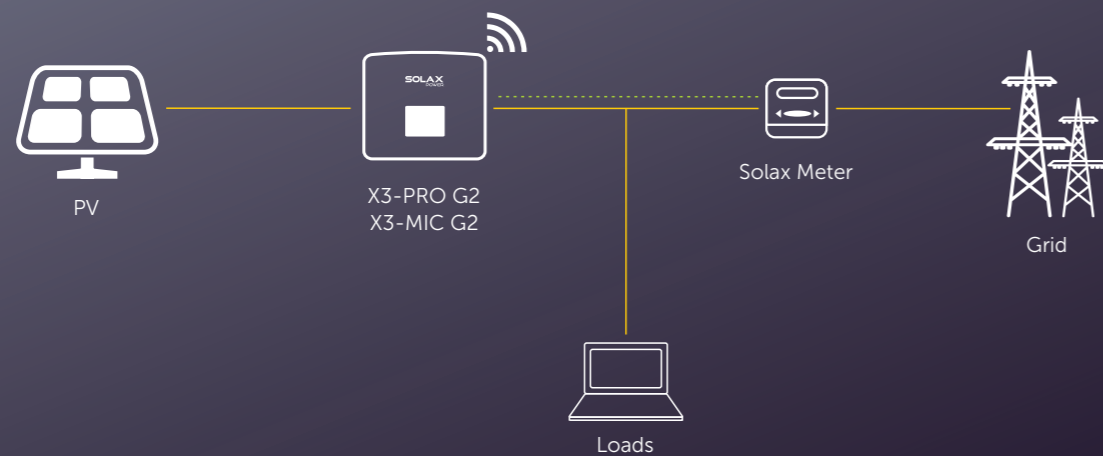 SOLAX
POWER
PV
X3-PRO G2
X3-MIC G2
Solax Meter
Grid
Loads